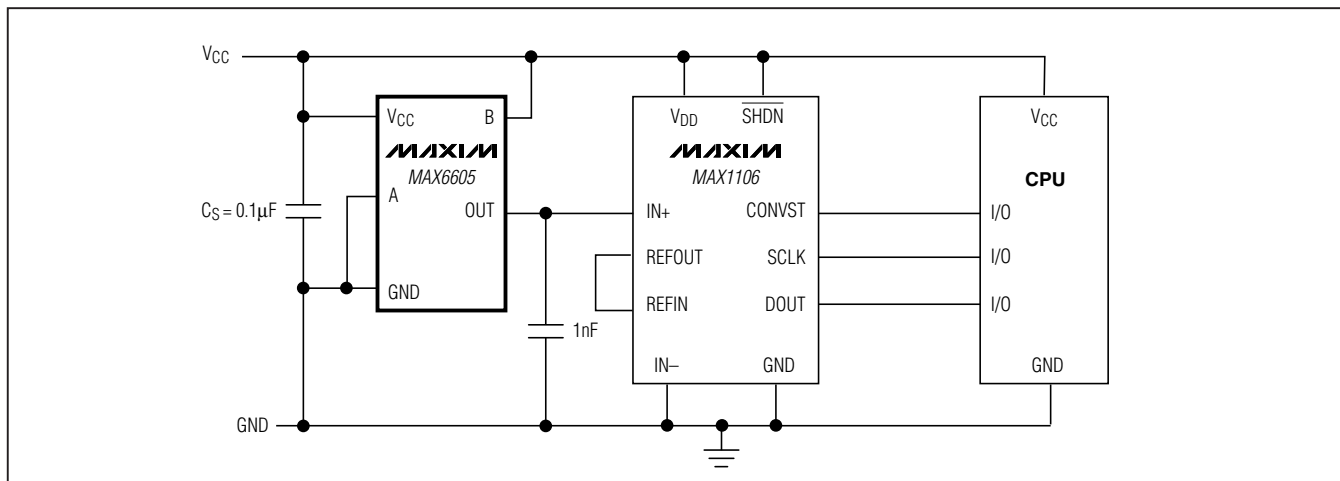 VCC
VCC
B
MAXIM
MAX6605
A
OUT
GND
CS = 0.1µF
1nF
VDD
SHDN
MAXIM
MAX1106
IN+
CONVST
REFOUT
SCLK
REFIN
DOUT
IN–
GND
VCC
CPU
I/O
I/O
I/O
GND
GND